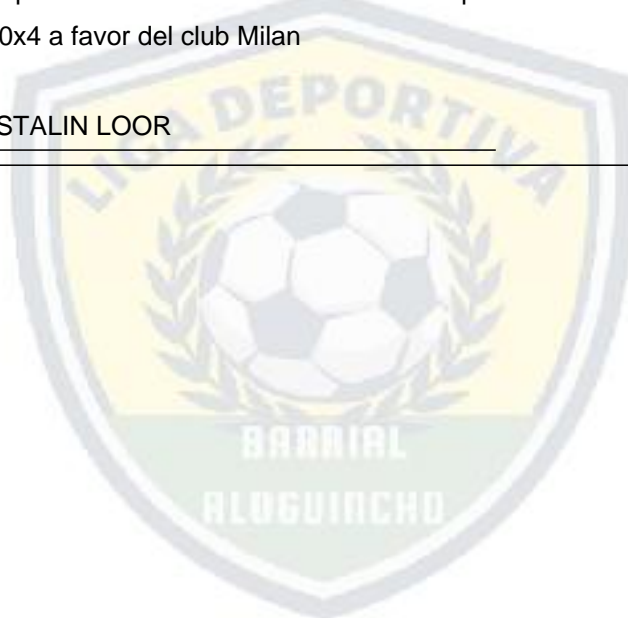 0x4 a favor del club Milan
STALIN LOOR
LIGA DEPORTIVA
BARRIAL
ALUGUINCHO